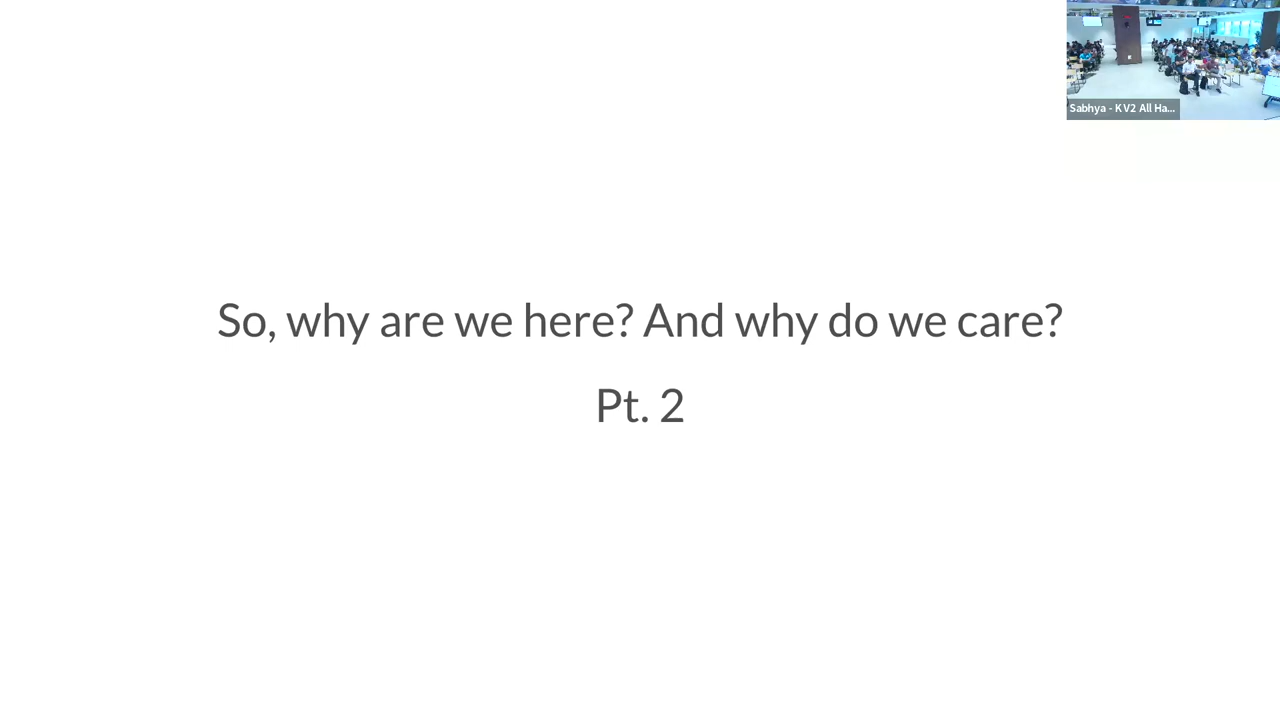 Sabhya - KV2 All Ha...
So, why are we here? And why do we care?
Pt. 2